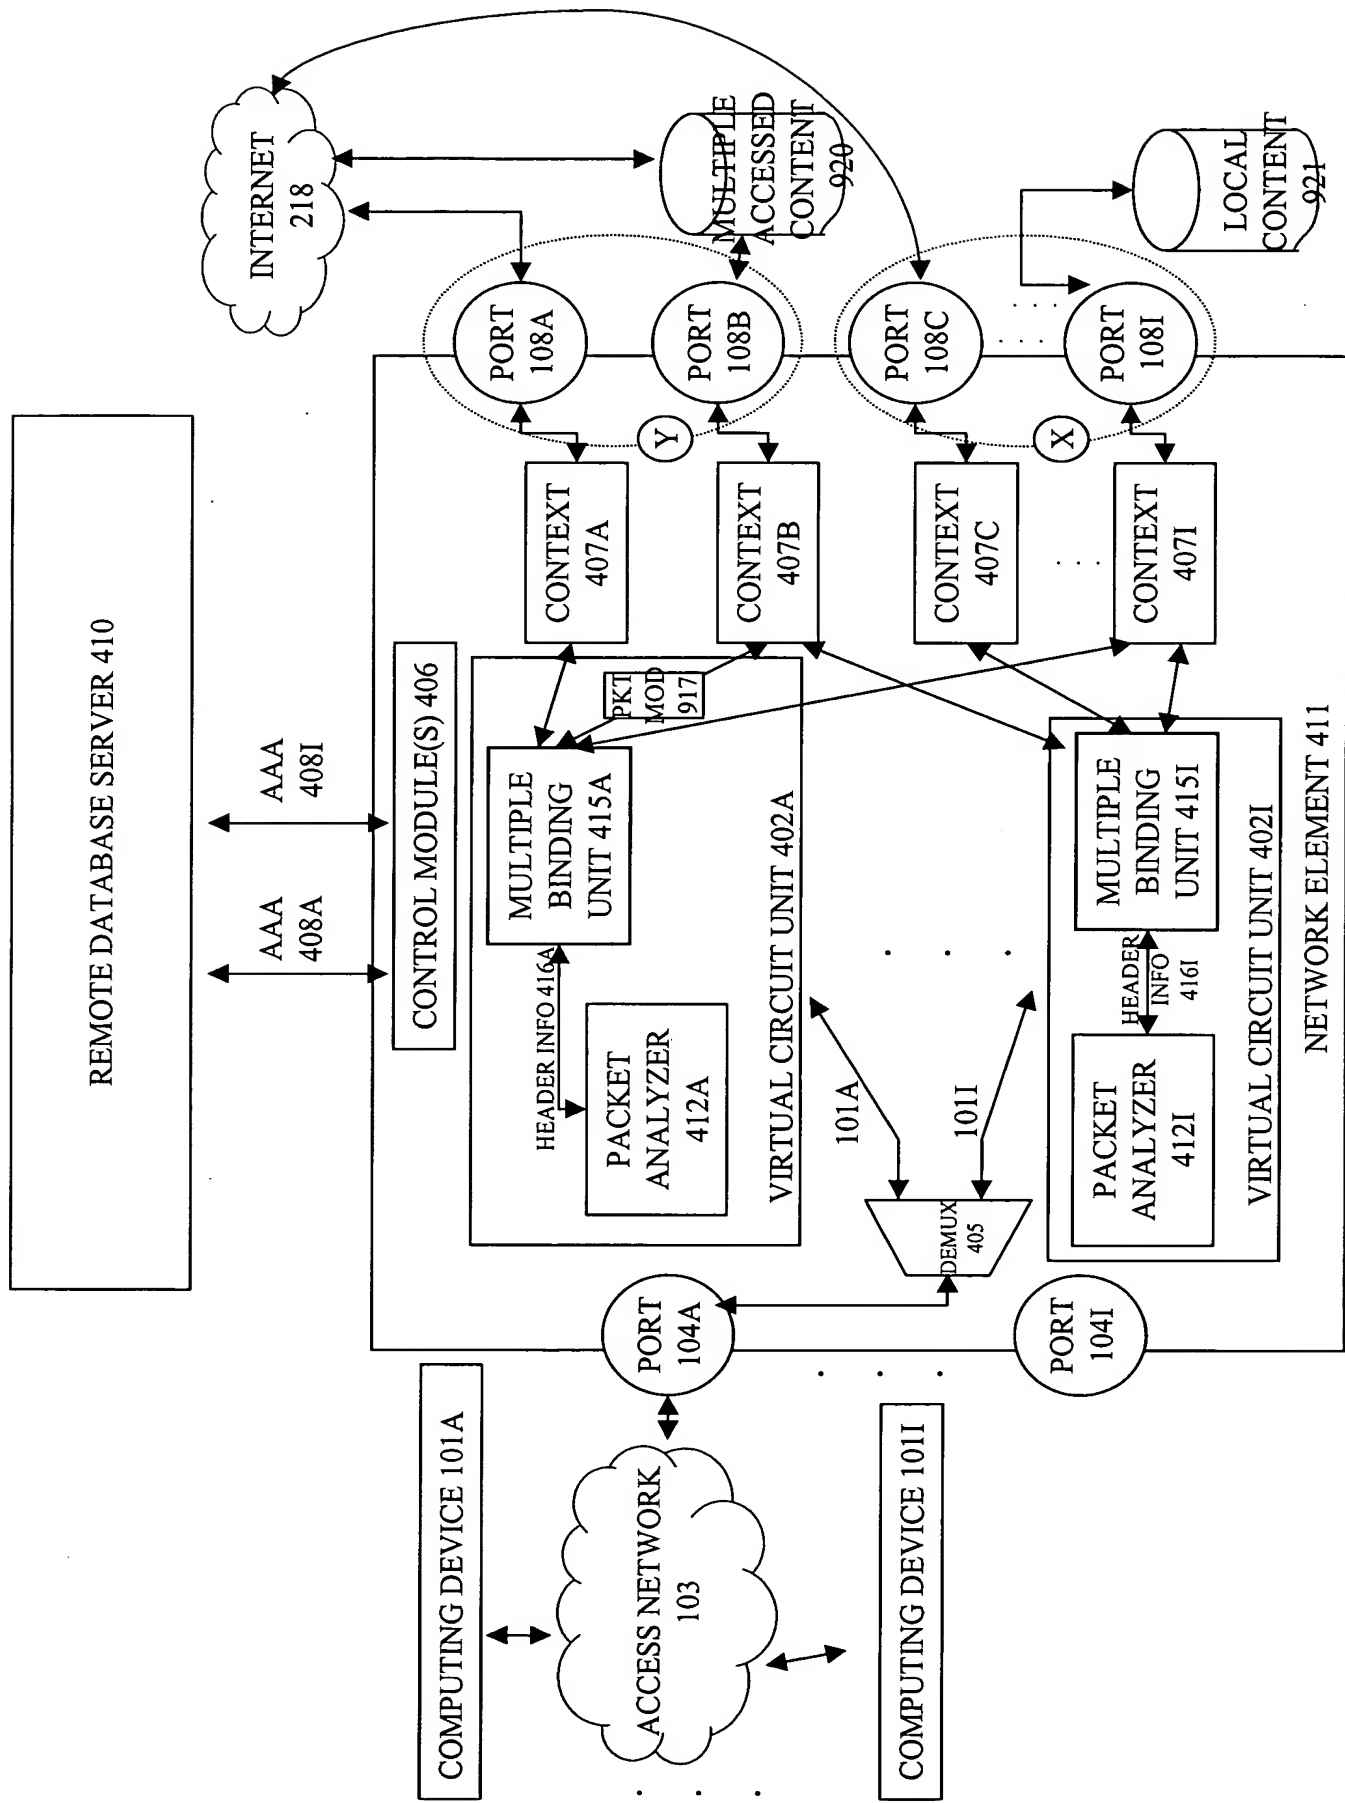 REMOTE DATABASE SERVER 410
AAA
408A
AAA
408I
INTERNET
218
COMPUTING DEVICE 101A
CONTROL MODULE(S) 406
ACCESS NETWORK
103
PORT
104A
HEADER INFO 416A
PACKET
ANALYZER
412A
MULTIPLE
BINDING
UNIT 415A
PKT
MOD
917
VIRTUAL CIRCUIT UNIT 402A
CONTEXT
407A
PORT
108A
CONTEXT
407B
Y
PORT
108B
MULTIPLE
ACCESSED
CONTENT
920
. . .
101A
DEMUX
405
101I
. . .
. . .
COMPUTING DEVICE 101I
PORT
104I
HEADER
INFO
416I
PACKET
ANALYZER
412I
MULTIPLE
BINDING
UNIT 415I
VIRTUAL CIRCUIT UNIT 402I
CONTEXT
407C
PORT
108C
. . . .
. . . .
. . . .
X
CONTEXT
407I
PORT
108I
LOCAL
CONTENT
921
NETWORK ELEMENT 411